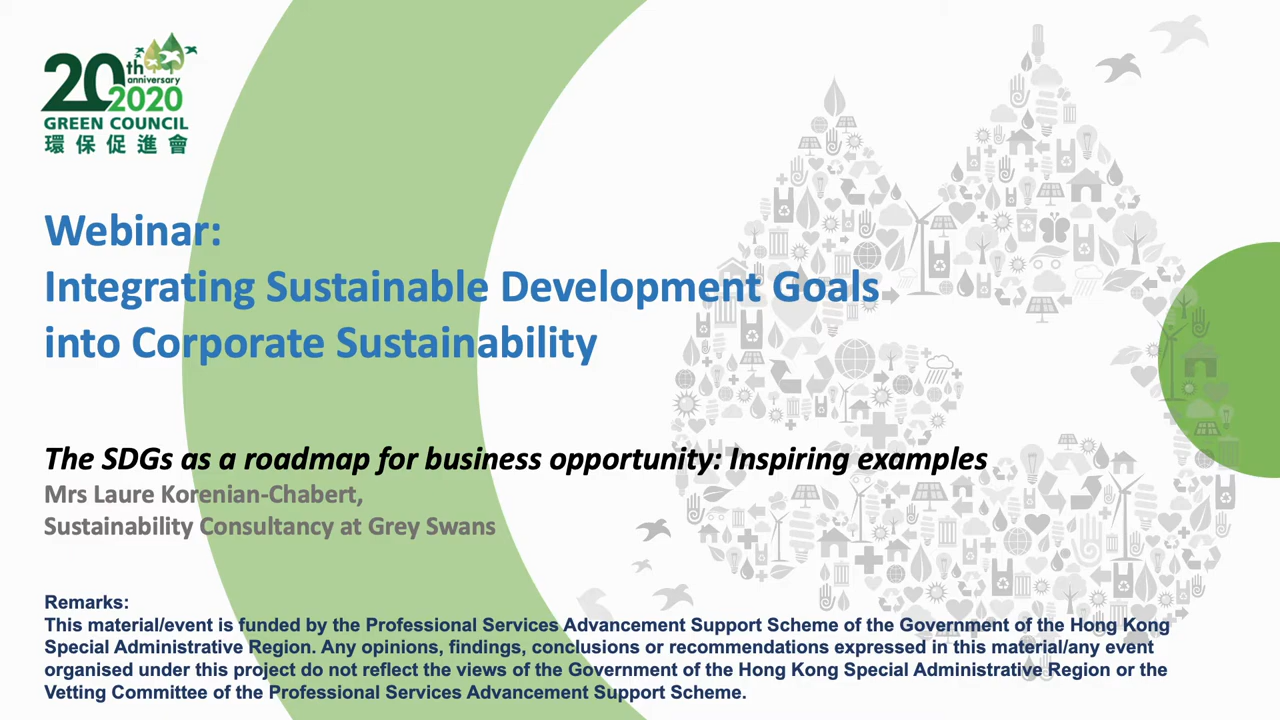 20th
anniversary
2020
GREEN COUNCIL
環保促進會
Webinar:
Integrating Sustainable Development Goals
into Corporate Sustainability
The SDGs as a roadmap for business opportunity: Inspiring examples
Mrs Laure Korenian-Chabert,
Sustainability Consultancy at Grey Swans
Remarks:
This material/event is funded by the Professional Services Advancement Support Scheme of the Government of the Hong Kong
Special Administrative Region. Any opinions, findings, conclusions or recommendations expressed in this material/any event
organised under this project do not reflect the views of the Government of the Hong Kong Special Administrative Region or the
Vetting Committee of the Professional Services Advancement Support Scheme.